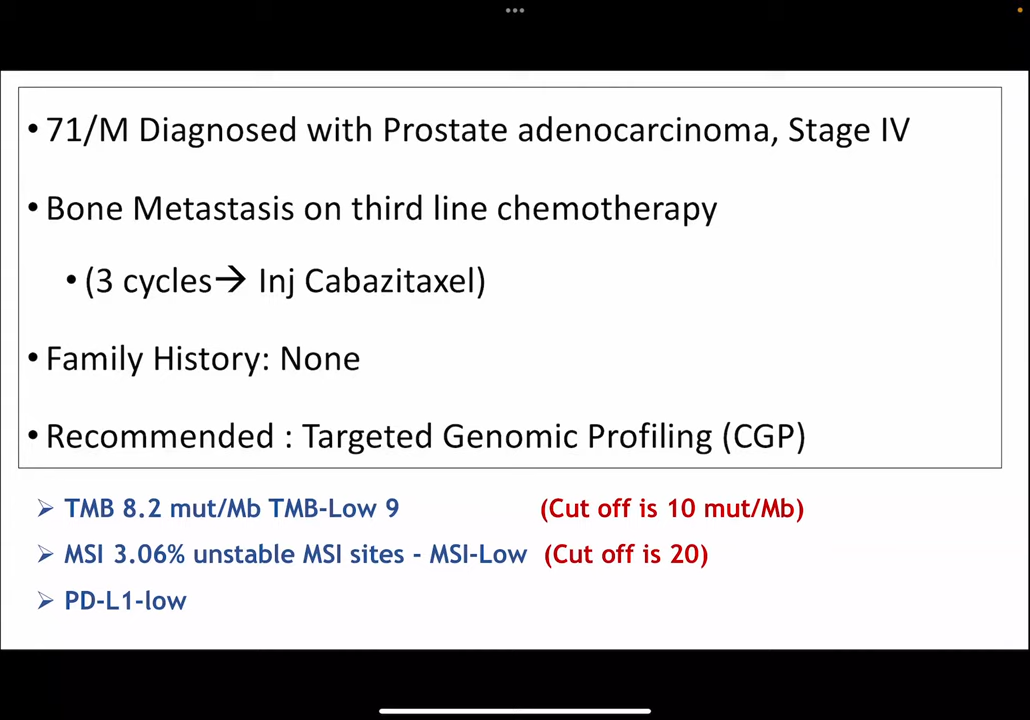 • 71/M Diagnosed with Prostate adenocarcinoma, Stage IV
• Bone Metastasis on third line chemotherapy
• (3 cycles→ Inj Cabazitaxel)
• Family History: None
• Recommended : Targeted Genomic Profiling (CGP)
➢ TMB 8.2 mut/Mb TMB-Low 9 (Cut off is 10 mut/Mb)
➢ MSI 3.06% unstable MSI sites - MSI-Low (Cut off is 20)
➢ PD-L1-low